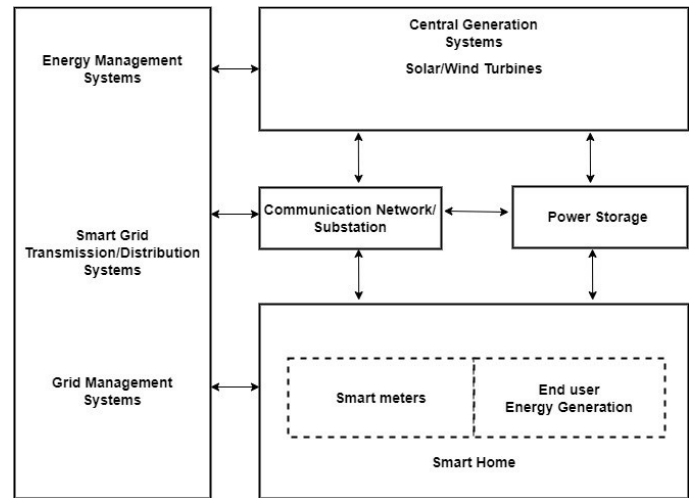 Energy Management
Systems
Smart Grid
Transmission/Distribution
Systems
Grid Management
Systems
Central Generation
Systems
Solar/Wind Turbines
Communication Network/
Substation
Power Storage
Smart meters
End user
Energy Generation
Smart Home